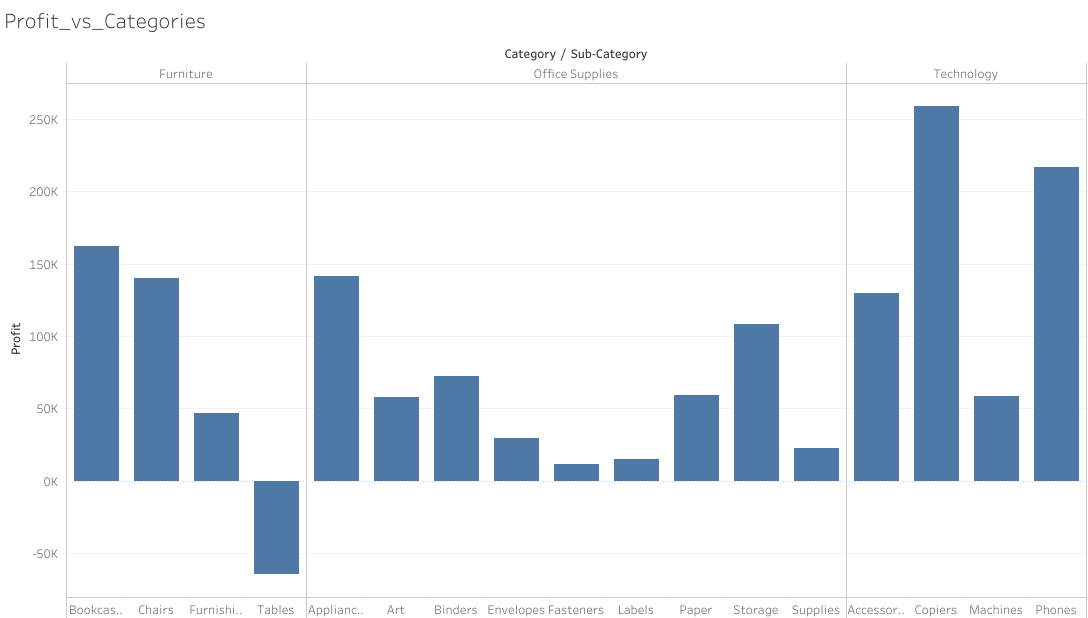 Profit_vs_Categories
Category / Sub-Category
Furniture Office Supplies Technology
Profit
250K
200K
150K
100K
50K
0K
-50K
Bookcas.. Chairs Furnishi.. Tables Applianc.. Art Binders Envelopes Fasteners Labels Paper Storage Supplies Accessor.. Copiers Machines Phones